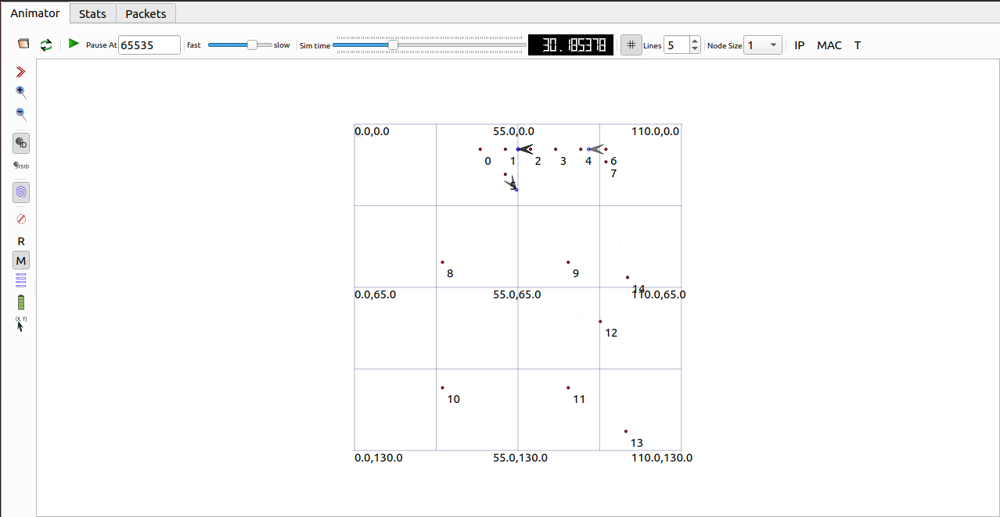 Animator Stats Packets
Pause At 65535 fast slow Sim time 30.185378 # Lines 5 Node Size 1 IP MAC T
ID
SYSID
R
M
(X, Y)
0.0,0.0 55.0,0.0 110.0,0.0
0 1 2 3 4 6
7
5
8 9
14
0.0,65.0 55.0,65.0 110.0,65.0
12
10 11
13
0.0,130.0 55.0,130.0 110.0,130.0